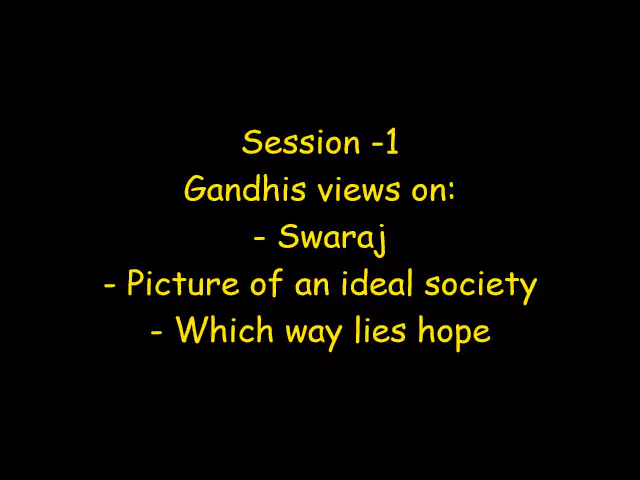 Session -1
Gandhis views on:
- Swaraj
- Picture of an ideal society
- Which way lies hope